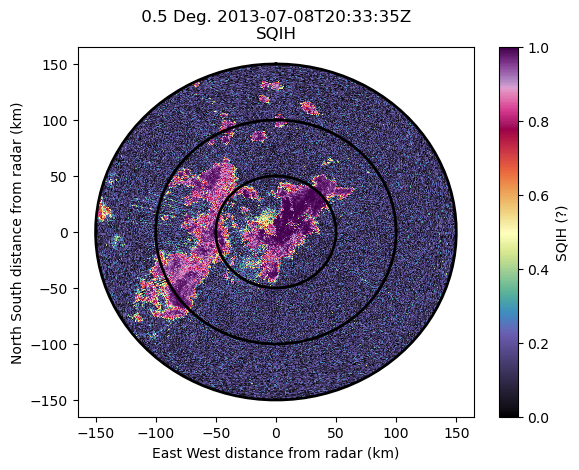 0.5 Deg. 2013-07-08T20:33:35Z
SQIH
150
100
50
0
−50
−100
−150
North South distance from radar (km)
−150 −100 −50 0 50 100 150
East West distance from radar (km)
1.0
0.8
0.6
0.4
0.2
0.0
SQIH (?)